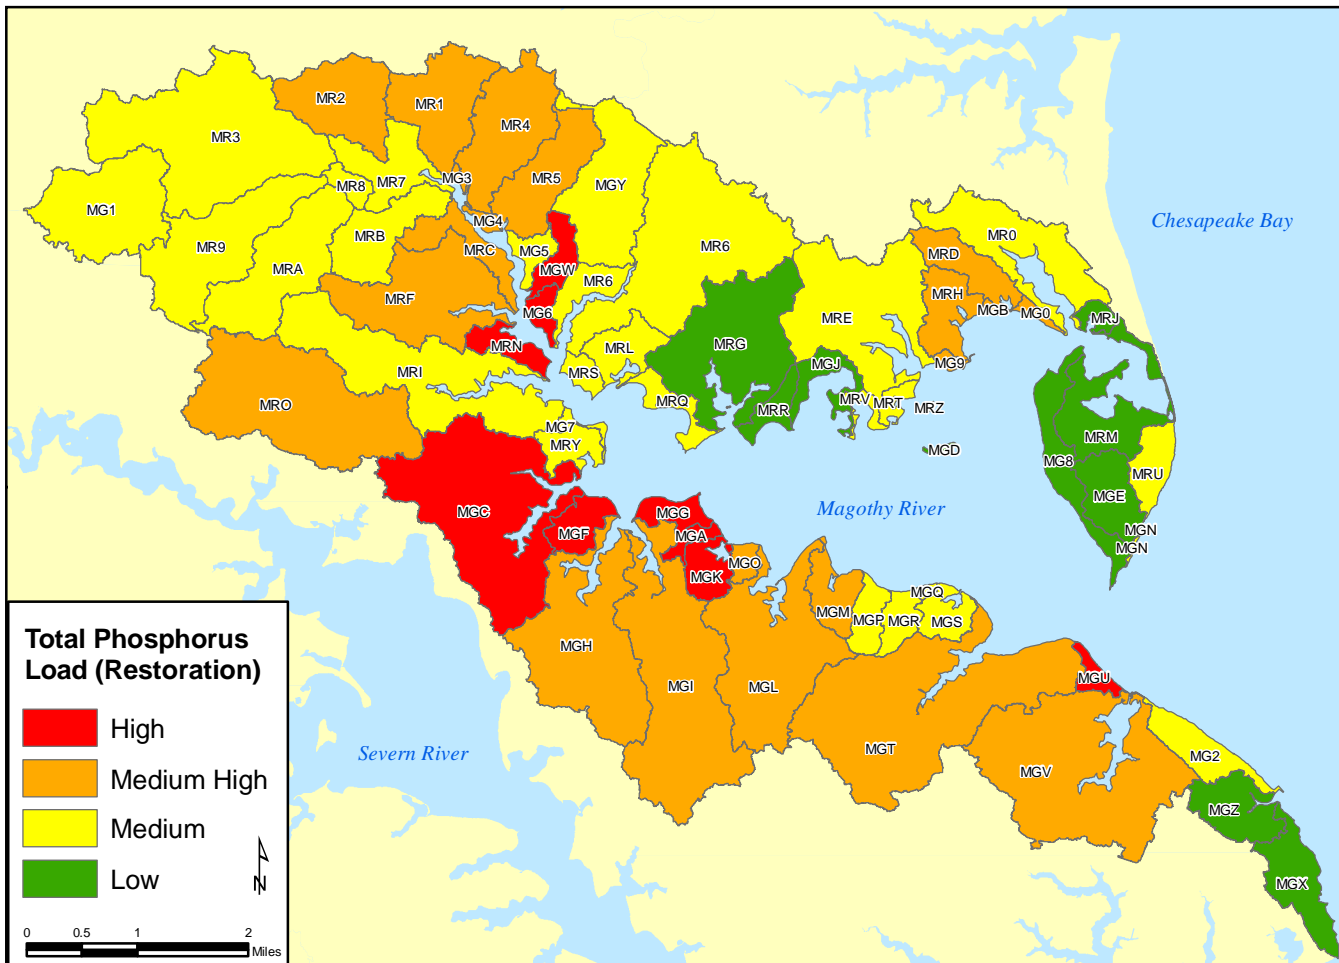 MR2
MR1
MR4
MR3
MR5
MG3
MR7
MR8
MGY
MG1
MG4
MRB
MR9
MRA
MRC
MG5
MGW
MR6
MR6
MRF
MG6
MRN
MRL
MRI
MRS
MRO
MRQ
MRG
MRR
MGJ
MRV
MRT
MRZ
MGD
MRE
MR0
MRD
MRH
MGB
MG0
MG9
MRJ
Chesapeake Bay
MRM
MG8
MRU
MGE
MGN
MGN
MG7
MRY
MGC
MGF
MGG
MGA
MGK
MGO
Magothy River
MGM
MGP
MGR
MGQ
MGS
MGH
MGI
MGL
MGT
MGU
MGV
MG2
MGZ
MGX
Severn River
Total Phosphorus
Load (Restoration)
High
Medium High
Medium
Low
N
0 0.5 1 2
Miles